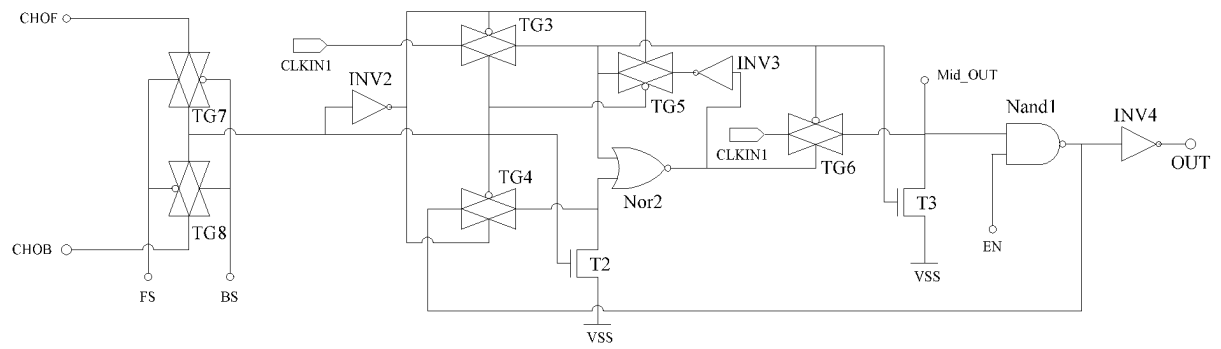 CHOF
TG3
CLKIN1
INV2
INV3
TG5
Mid_OUT
TG7
Nand1
INV4
CLKIN1
OUT
TG6
TG4
Nor2
T3
TG8
CHOB
EN
T2
VSS
FS
BS
VSS